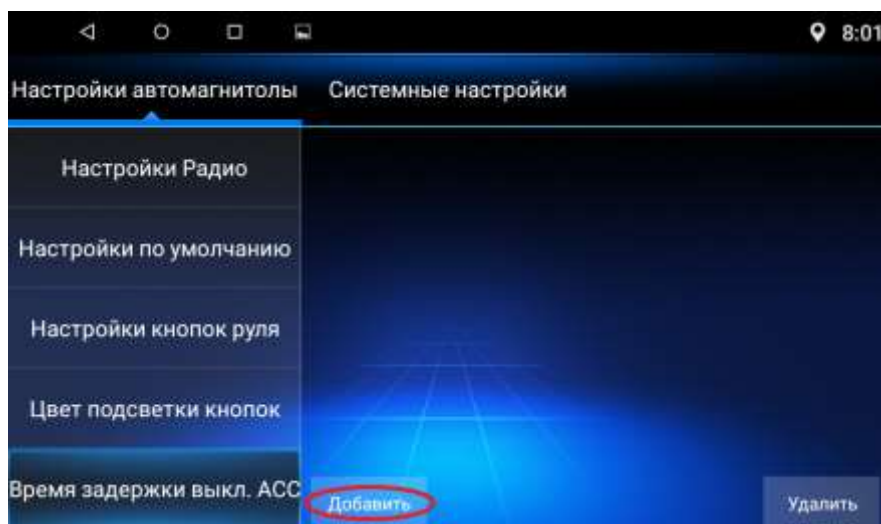 8:01
Настройки автомагнитолы Системные настройки
Настройки Радио
Настройки по умолчанию
Настройки кнопок руля
Цвет подсветки кнопок
Время задержки выкл. ACC
Добавить Удалить